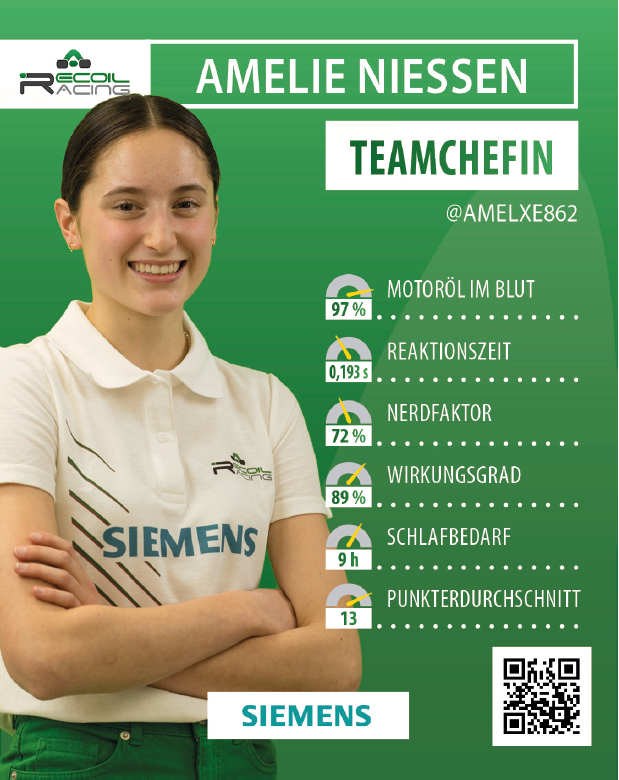 RECOIL
RACING
AMELIE NIESSEN
TEAMCHEFIN
@AMELXE862
MOTORÖL IM BLUT
97 %
REAKTIONSZEIT
0,193 s
NERDFAKTOR
72 %
WIRKUNGSGRAD
89 %
SCHLAFBEDARF
9 h
PUNKTERDURCHSCHNITT
13
RECOIL
RACING
SIEMENS
SIEMENS